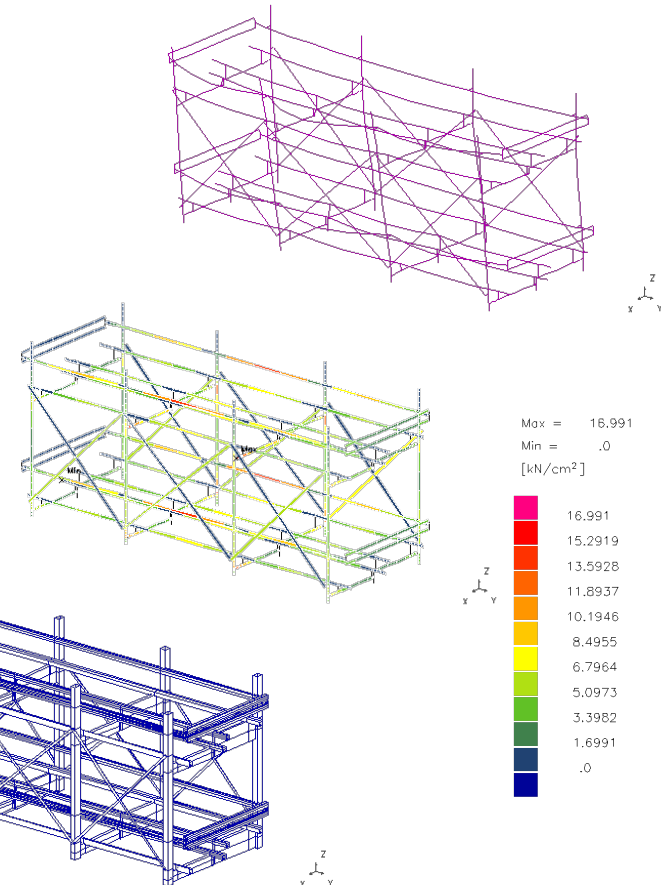 Z
X Y
Max
Min
Max = 16.991
Min = .0
[kN/cm²]
16.991
15.2919
13.5928
11.8937
10.1946
8.4955
6.7964
5.0973
3.3982
1.6991
.0
Z
X Y
Z
X Y